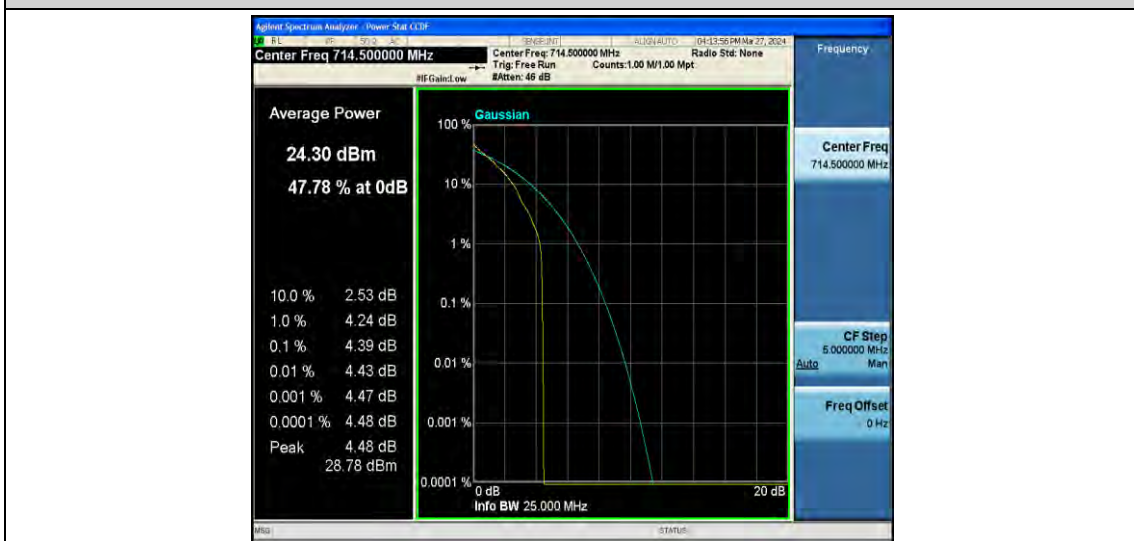 Agilent Spectrum Analyzer - Power Stat CCDF
RL RF 50 Ω AC SENSE:INT ALIGN AUTO 04:13:56 PM Mar 27, 2024
Center Freq 714.500000 MHz
Center Freq: 714.500000 MHz Radio Std: None
Trig: Free Run Counts:1.00 M/1.00 Mpt
#IFGain:Low #Atten: 46 dB
Frequency
Average Power
24.30 dBm
47.78 % at 0dB
10.0 % 2.53 dB
1.0 % 4.24 dB
0.1 % 4.39 dB
0.01 % 4.43 dB
0.001 % 4.47 dB
0.0001 % 4.48 dB
Peak 4.48 dB
28.78 dBm
Gaussian
100 %
10 %
1 %
0.1 %
0.01 %
0.001 %
0.0001 %
0 dB 20 dB
Info BW 25.000 MHz
Center Freq
714.500000 MHz
CF Step
5.000000 MHz
Auto Man
Freq Offset
0 Hz
MSG STATUS